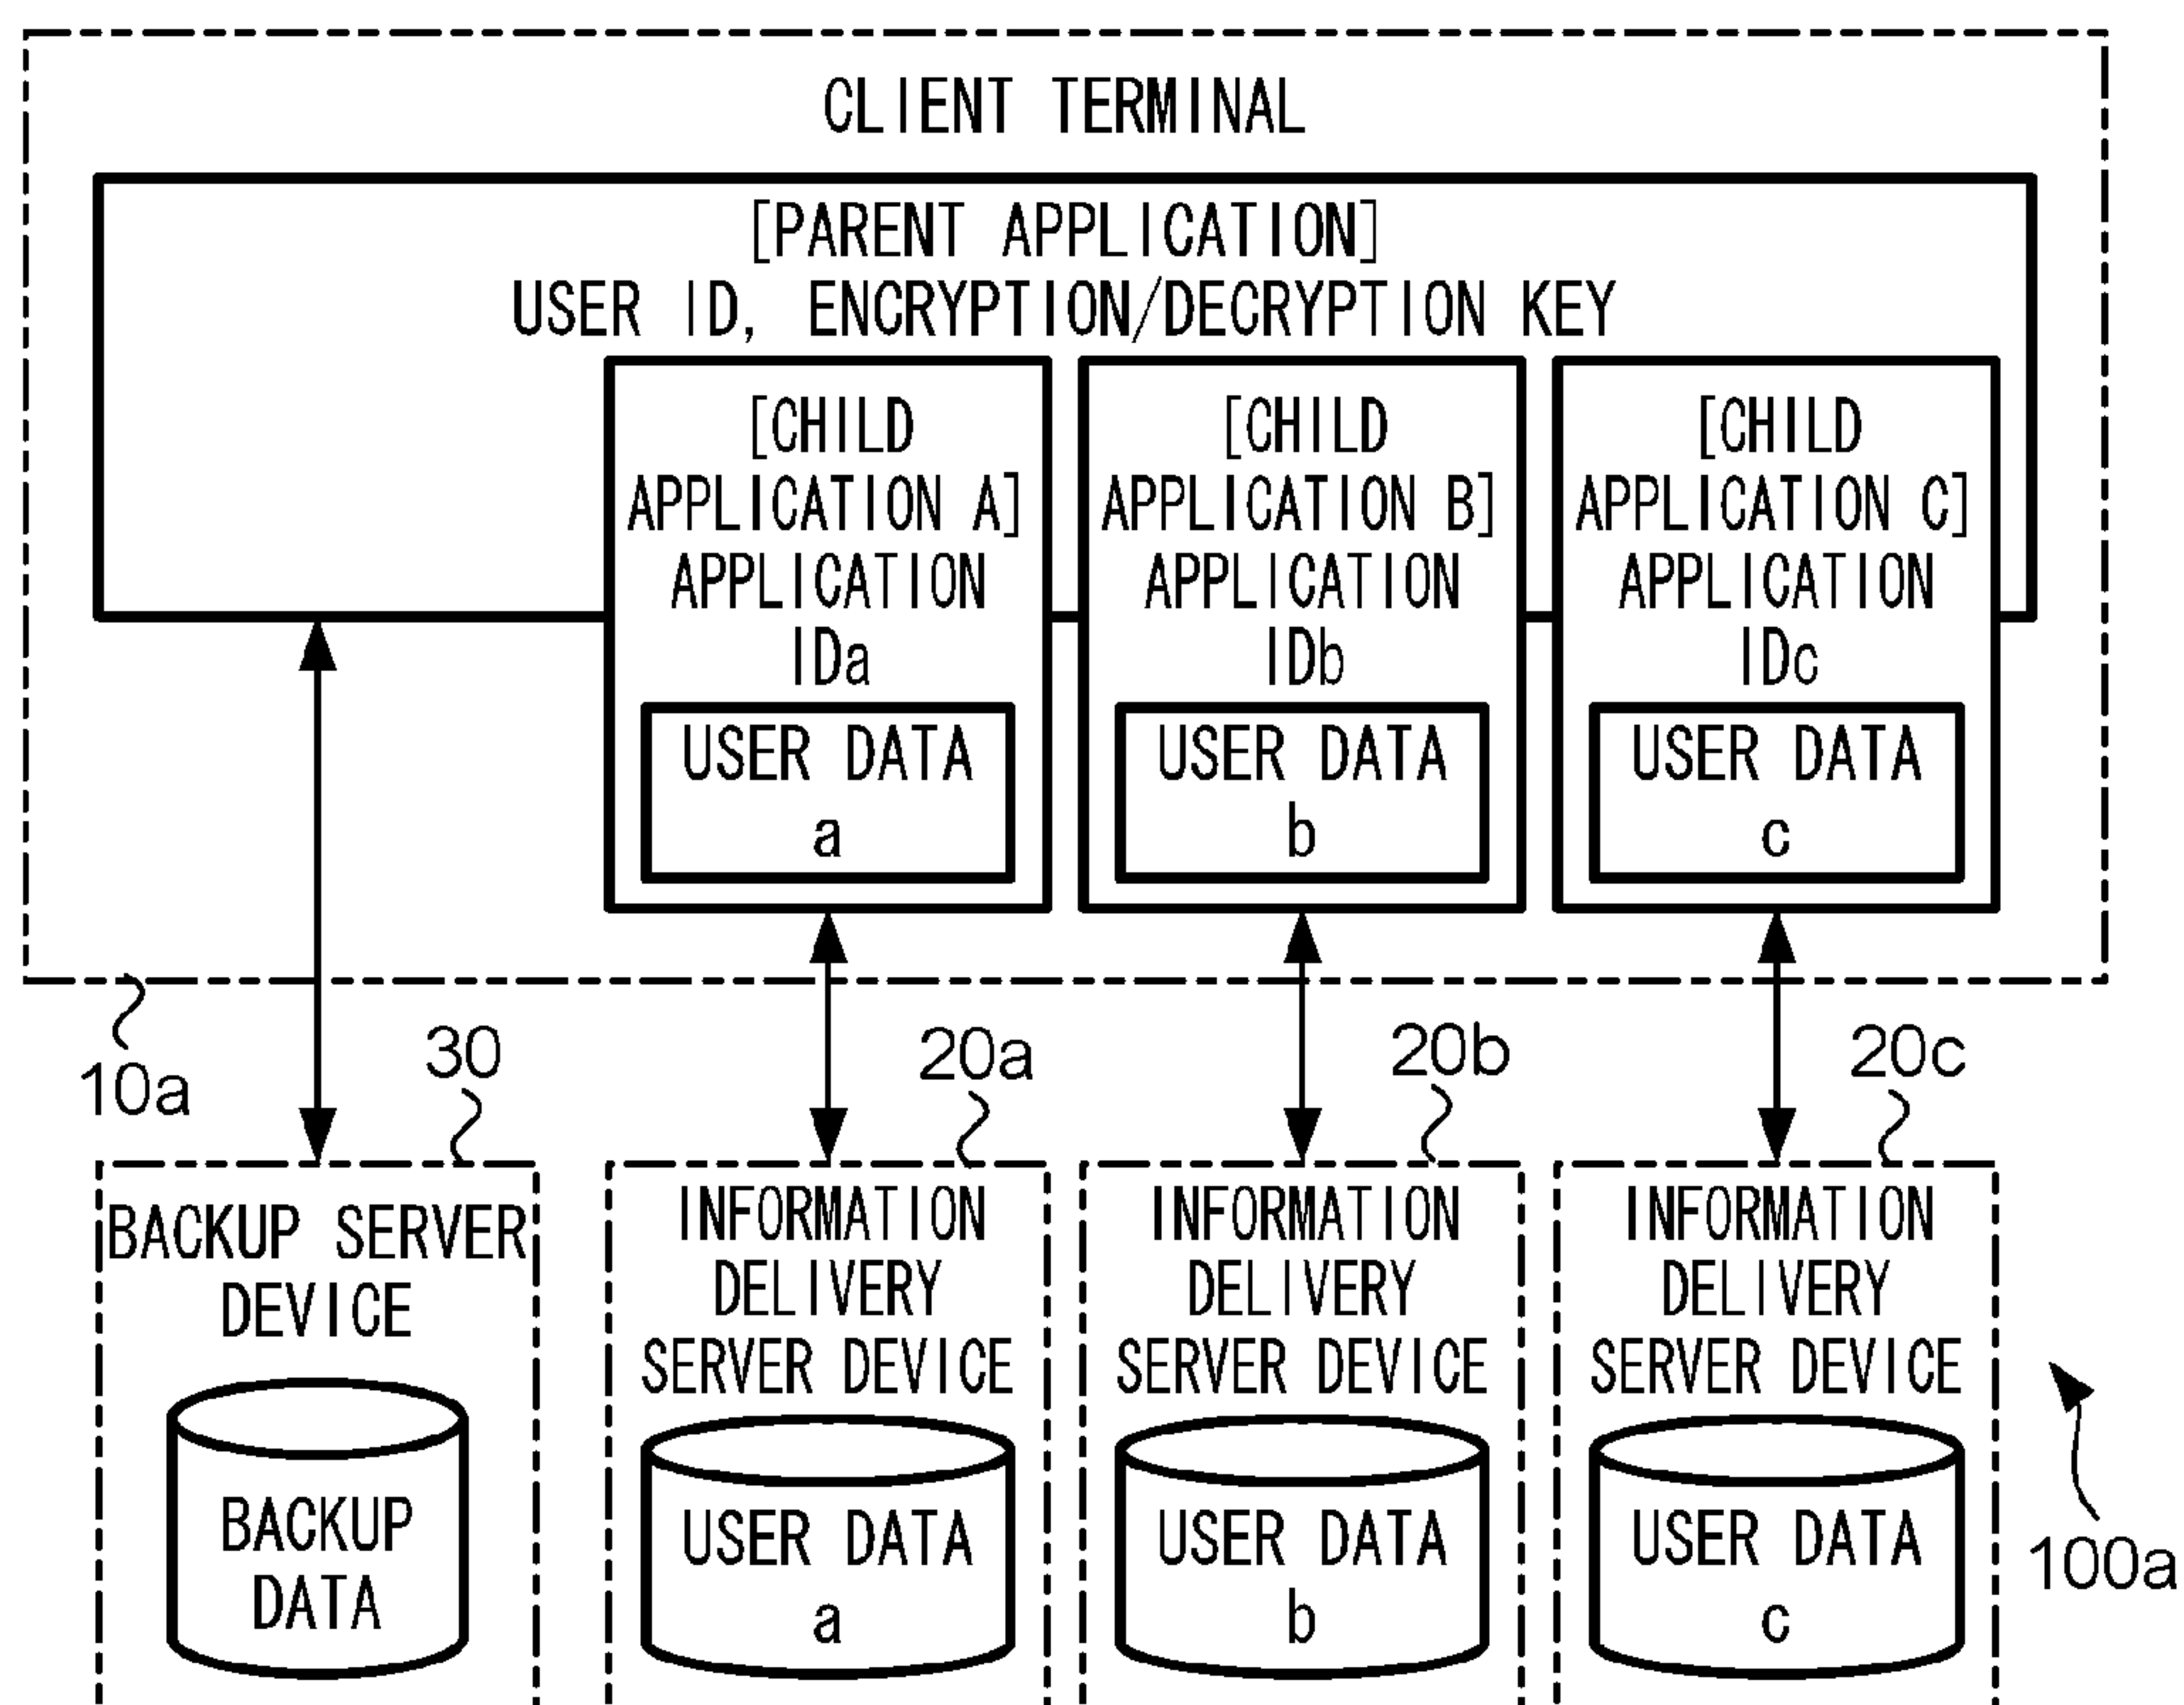 CLIENT TERMINAL
[PARENT APPLICATION]
USER ID, ENCRYPTION/DECRYPTION KEY
[CHILD
APPLICATION A]
APPLICATION
IDa
USER DATA
a
[CHILD
APPLICATION B]
APPLICATION
IDb
USER DATA
b
[CHILD
APPLICATION C]
APPLICATION
IDc
USER DATA
c
10a
30
20a
20b
20c
BACKUP SERVER
DEVICE
BACKUP
DATA
INFORMATION
DELIVERY
SERVER DEVICE
USER DATA
a
INFORMATION
DELIVERY
SERVER DEVICE
USER DATA
b
INFORMATION
DELIVERY
SERVER DEVICE
USER DATA
c
100a